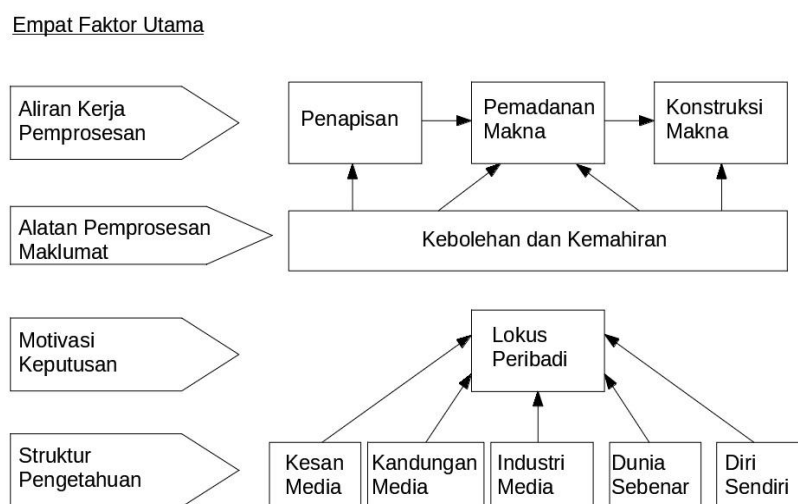 Empat Faktor Utama
Aliran Kerja
Pemprosesan
Penapisan
Pemadanan
Makna
Konstruksi
Makna
Alatan Pemprosesan
Maklumat
Kebolehan dan Kemahiran
Motivasi
Keputusan
Lokus
Peribadi
Struktur
Pengetahuan
Kesan
Media
Kandungan
Media
Industri
Media
Dunia
Sebenar
Diri
Sendiri